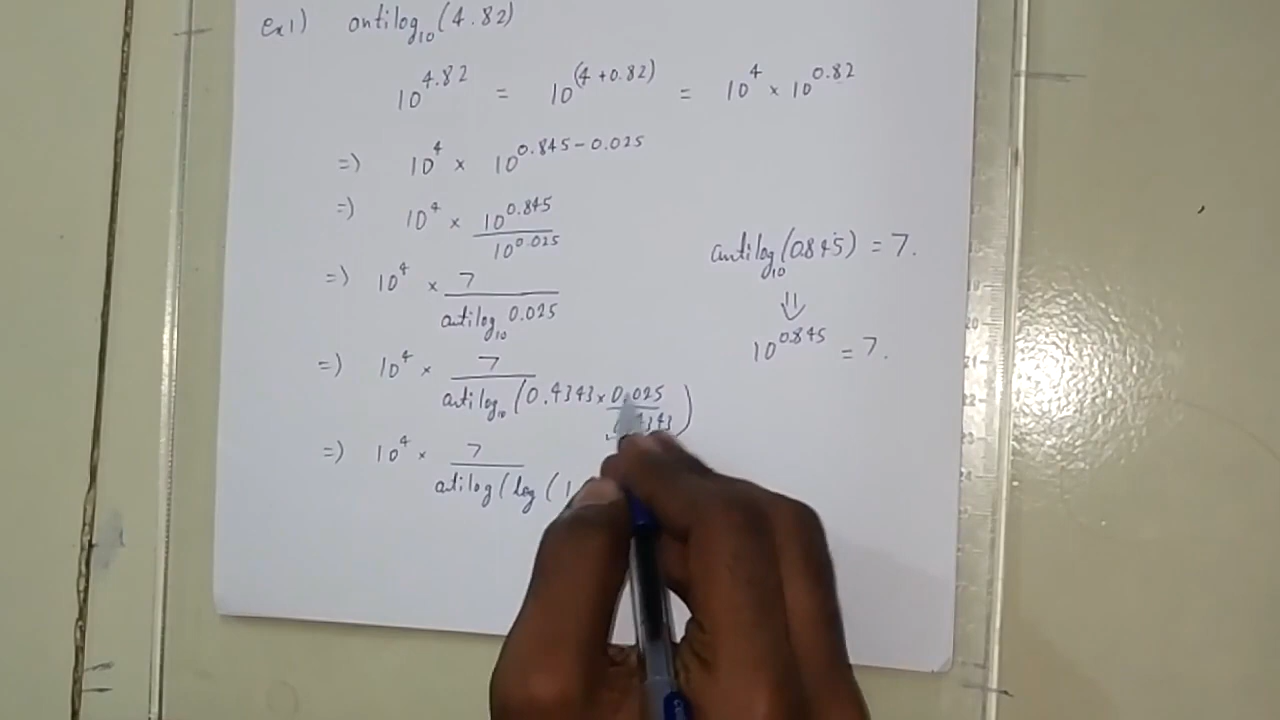 ex 1) antilog₁₀(4.82)
10^4.82 = 10^(4+0.82) = 10^4 × 10^0.82
=) 10^4 × 10^0.845-0.025
=) 10^4 × 10^0.845 / 10^0.025
=) 10^4 × 7 / antilog₁₀ 0.025
=) 10^4 × 7 / antilog₁₀ (0.4343 × 0.025 /
=) 10^4 × 7 / antilog(log(1
antilog₁₀(0.845) = 7.
⇓
10^0.845 = 7.